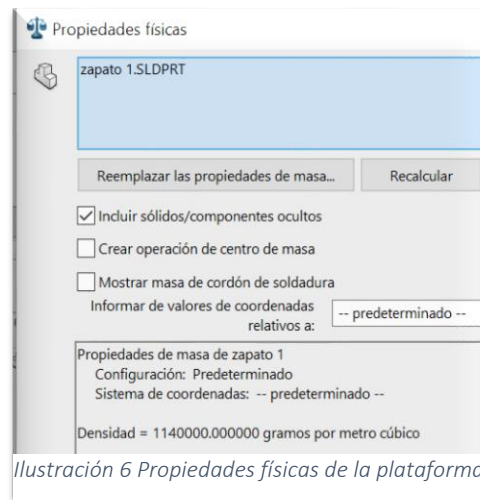 Propiedades físicas
zapato 1.SLDPRT
Reemplazar las propiedades de masa... Recalcular
Incluir sólidos/componentes ocultos
Crear operación de centro de masa
Mostrar masa de cordón de soldadura
Informar de valores de coordenadas
relativos a: -- predeterminado --
Propiedades de masa de zapato 1
Configuración: Predeterminado
Sistema de coordenadas: -- predeterminado --
Densidad = 1140000.000000 gramos por metro cúbico
Ilustración 6 Propiedades físicas de la plataforma